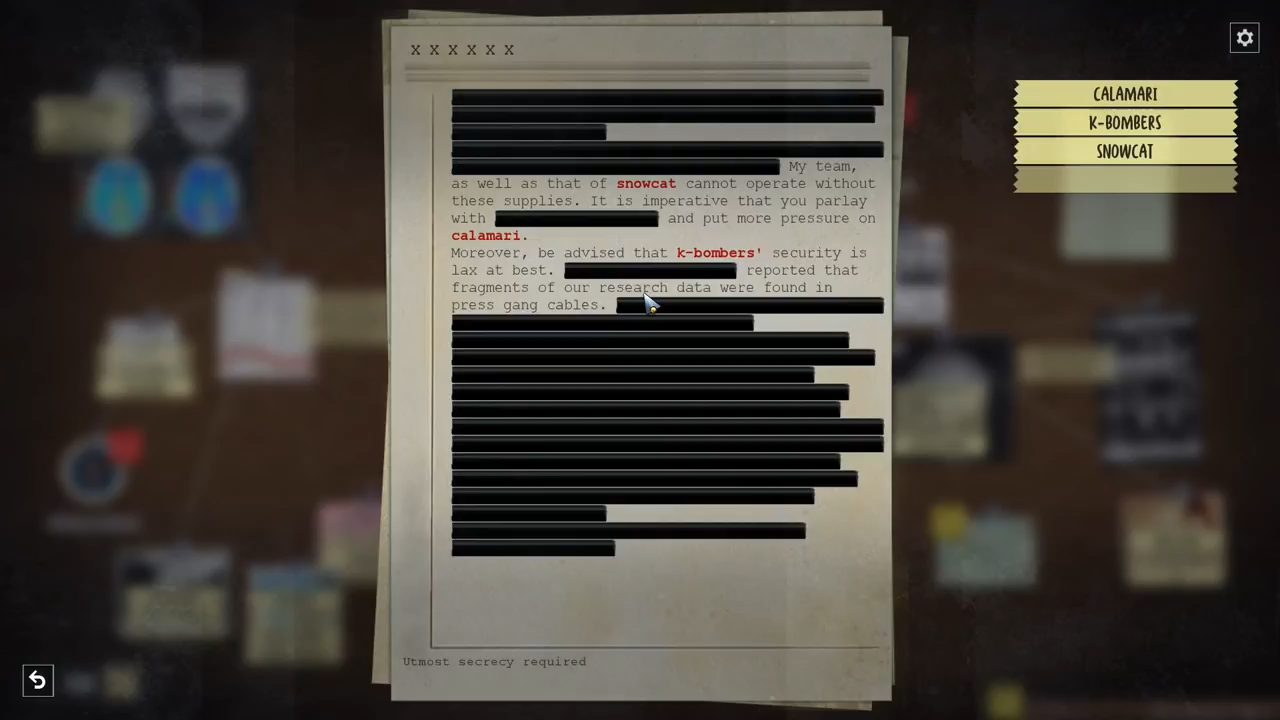 X X X X X X
My team,
as well as that of snowcat cannot operate without
these supplies. It is imperative that you parlay
with and put more pressure on
calamari.
Moreover, be advised that k-bombers' security is
lax at best. reported that
fragments of our research data were found in
press gang cables.
Utmost secrecy required
CALAMARI
K-BOMBERS
SNOWCAT